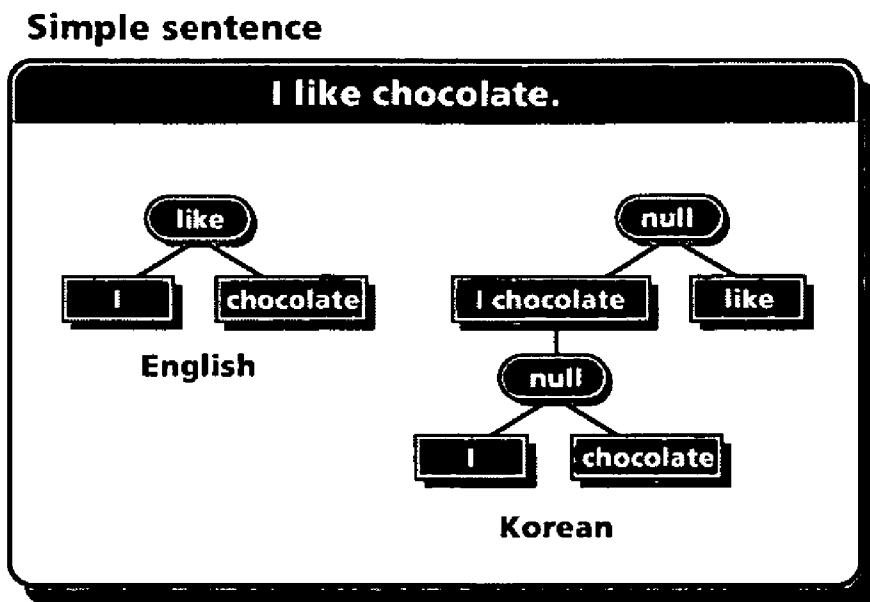 Simple sentence
I like chocolate.
like
null
I
chocolate
I chocolate
like
English
null
I
chocolate
Korean